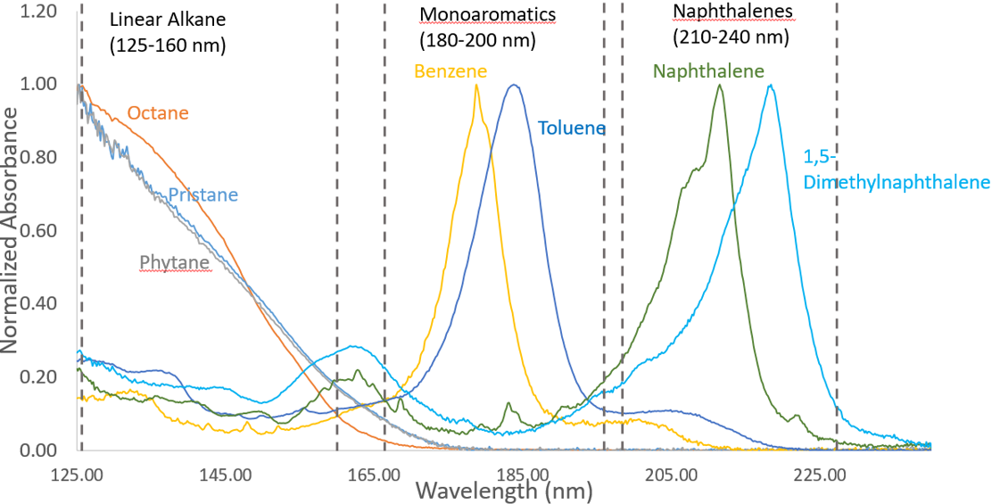 1.20
Linear Alkane
(125-160 nm)
Monoaromatics
(180-200 nm)
Naphthalenes
(210-240 nm)
1.00
Benzene
Naphthalene
Octane
Toluene
0.80
1,5-
Dimethylnaphthalene
Pristane
0.60
Phytane
0.40
0.20
0.00
Normalized Absorbance
125.00 145.00 165.00 185.00 205.00 225.00
Wavelength (nm)